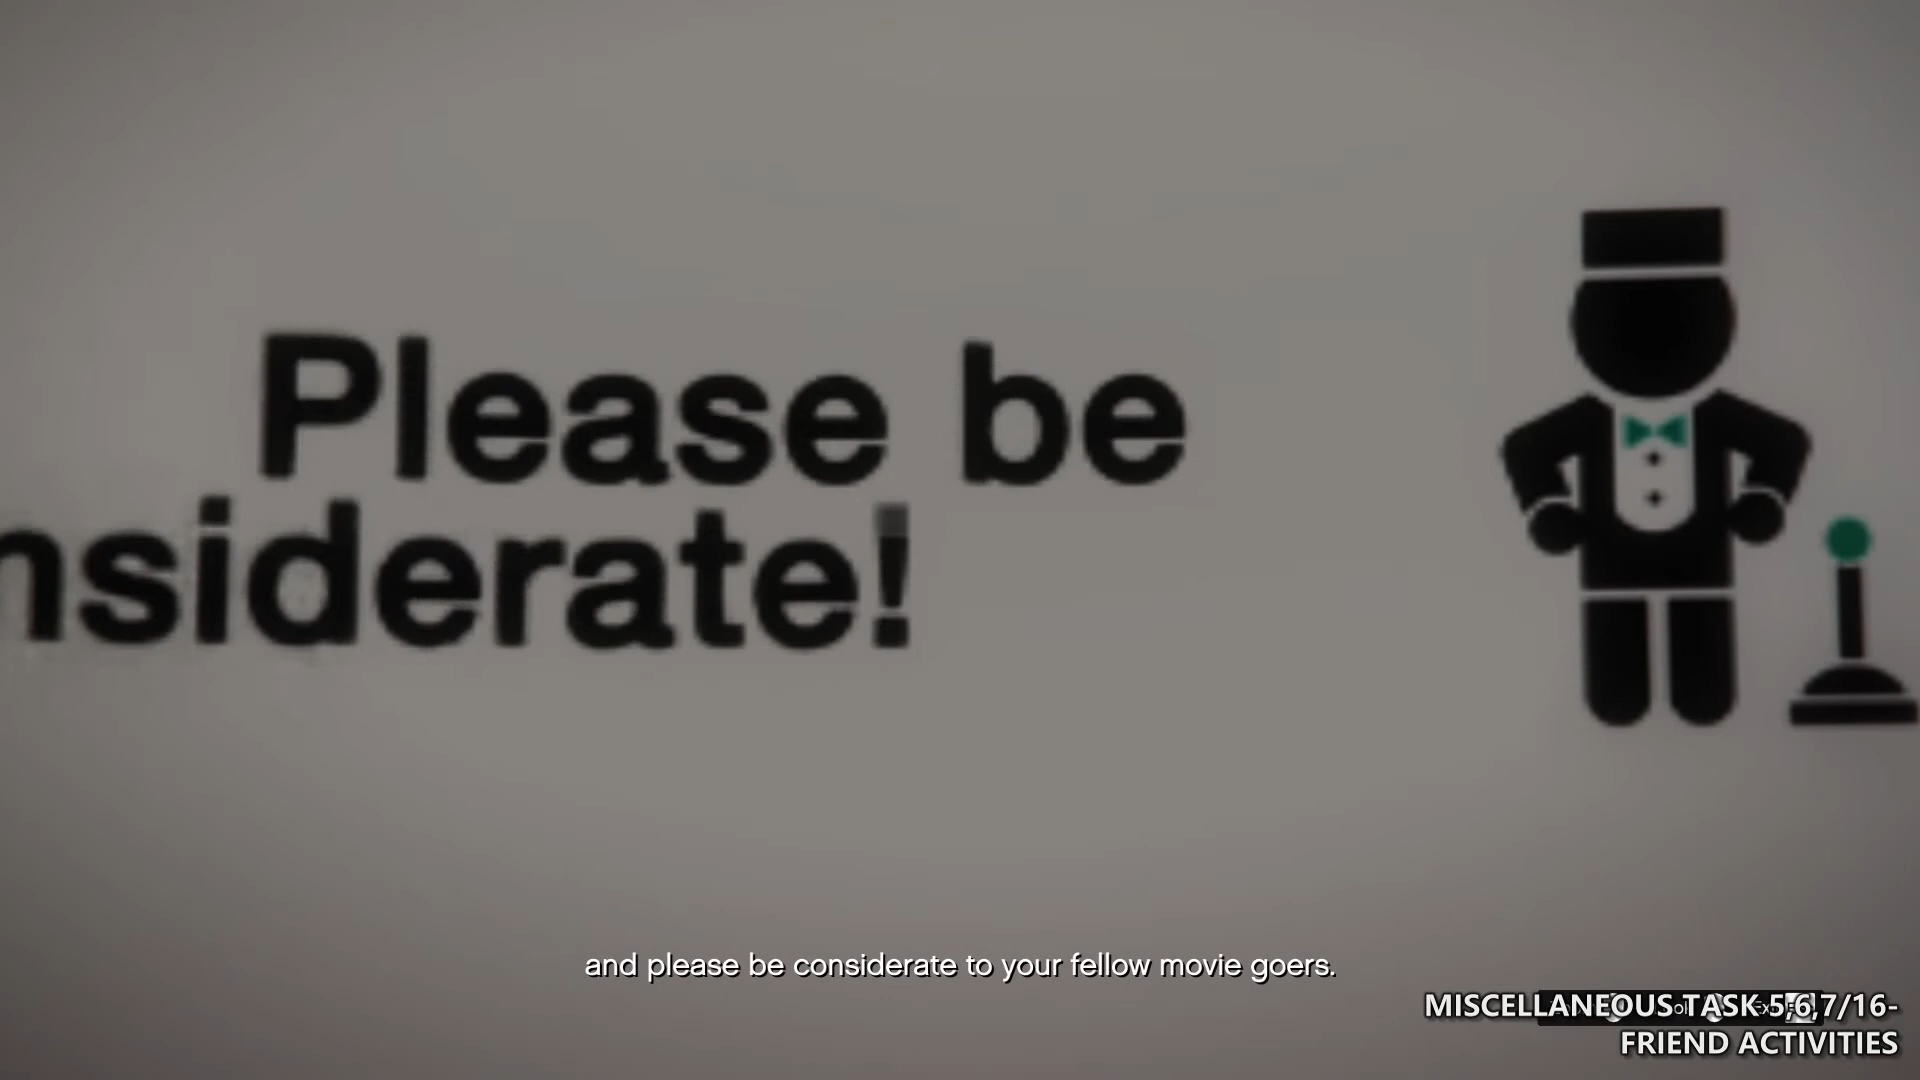 Please be
nsiderate!
and please be considerate to your fellow movie goers.
MISCELLANEOUS TASK 5,6,7/16-
FRIEND ACTIVITIES